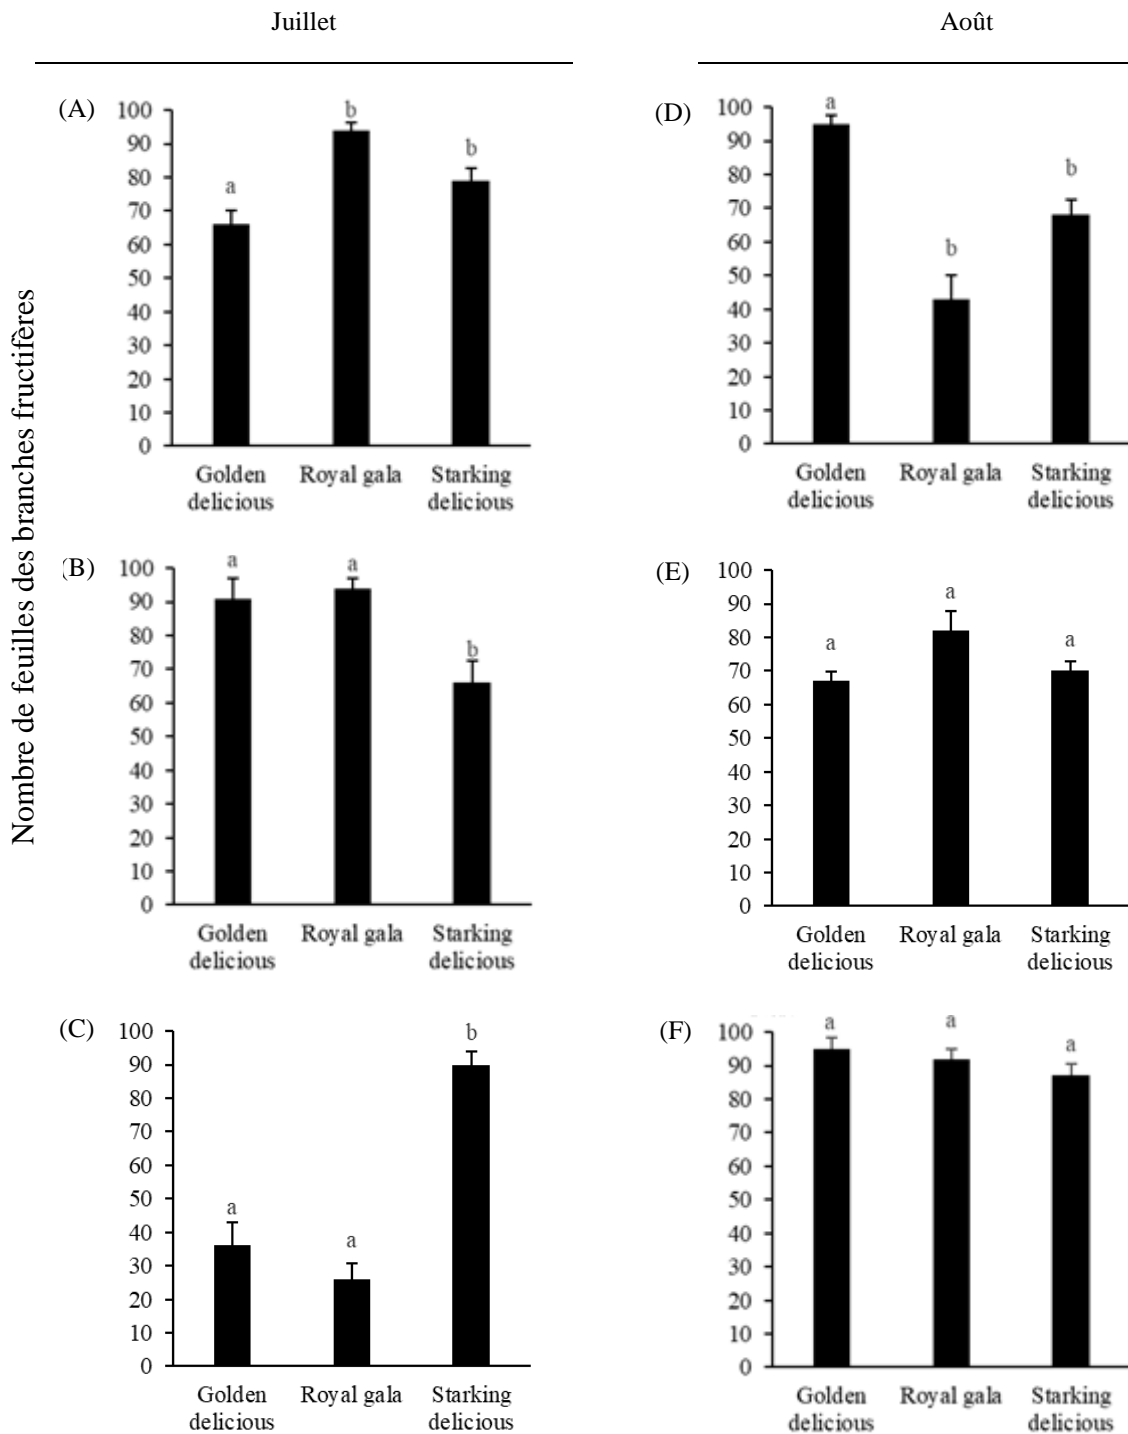 Juillet
Août
Nombre de feuilles des branches fructifères
(A)
100
90
80
70
60
50
40
30
20
10
0
a
b
b
Golden
delicious
Royal gala
Starking
delicious
(D)
100
90
80
70
60
50
40
30
20
10
0
a
b
b
Golden
delicious
Royal gala
Starking
delicious
(B)
100
90
80
70
60
50
40
30
20
10
0
a
a
b
Golden
delicious
Royal gala
Starking
delicious
(E)
100
90
80
70
60
50
40
30
20
10
0
a
a
a
Golden
delicious
Royal gala
Starking
delicious
(C)
100
90
80
70
60
50
40
30
20
10
0
a
a
b
Golden
delicious
Royal gala
Starking
delicious
(F)
100
90
80
70
60
50
40
30
20
10
0
a
a
a
Golden
delicious
Royal gala
Starking
delicious